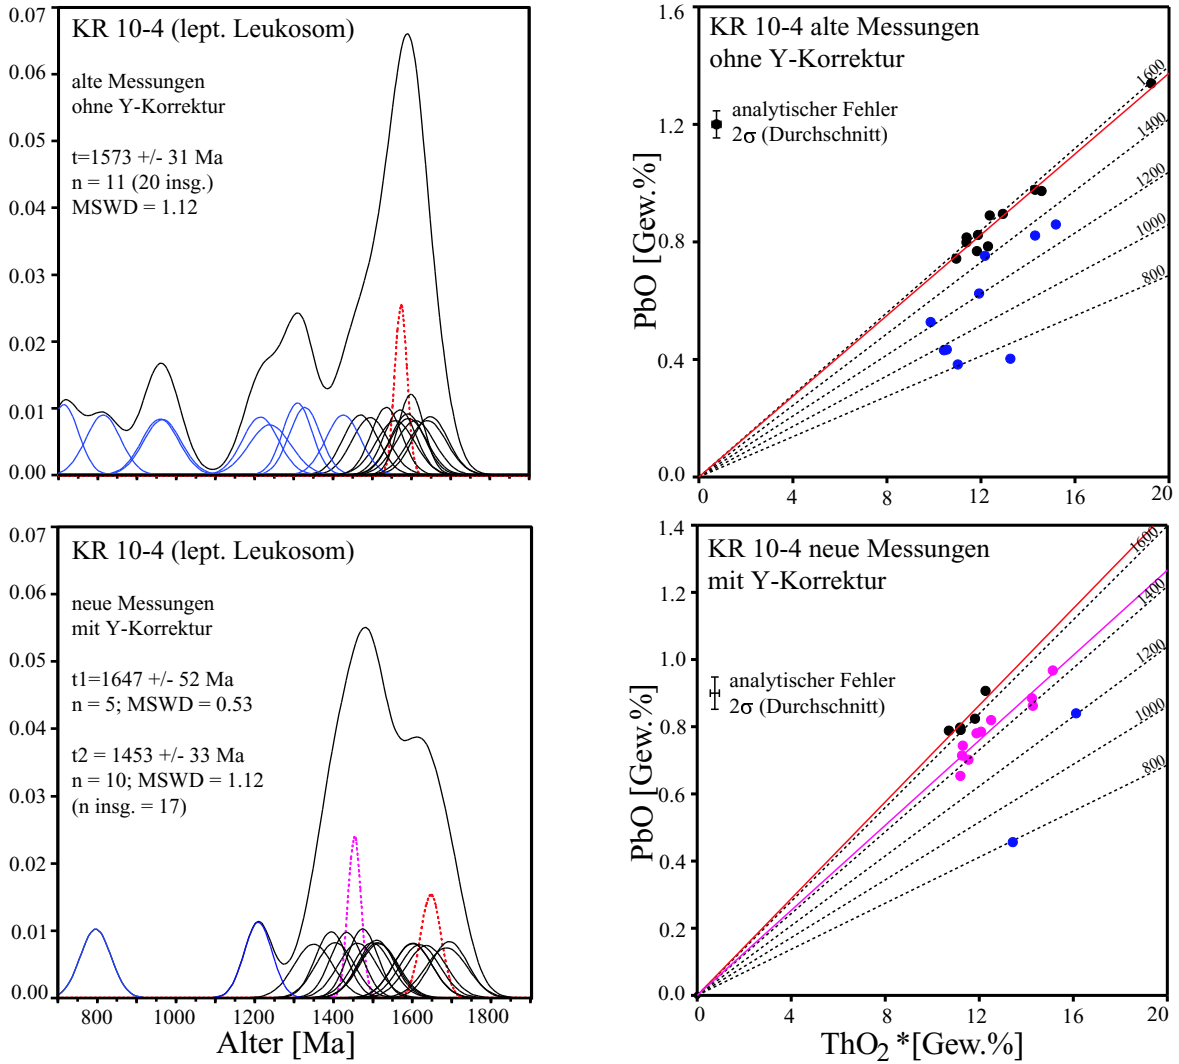 KR 10-4 (lept. Leukosom)
alte Messungen
ohne Y-Korrektur
t=1573 +/- 31 Ma
n = 11 (20 insg.)
MSWD = 1.12
0.07
0.06
0.05
0.04
0.03
0.02
0.01
0.00
KR 10-4 alte Messungen
ohne Y-Korrektur
analytischer Fehler
2σ (Durchschnitt)
PbO [Gew.%]
1.6
1.2
0.8
0.4
0.0
1600
1400
1200
1000
800
0 4 8 12 16 20
KR 10-4 (lept. Leukosom)
neue Messungen
mit Y-Korrektur
t1=1647 +/- 52 Ma
n = 5; MSWD = 0.53
t2 = 1453 +/- 33 Ma
n = 10; MSWD = 1.12
(n insg. = 17)
0.07
0.06
0.05
0.04
0.03
0.02
0.01
0.00
800 1000 1200 1400 1600 1800
Alter [Ma]
KR 10-4 neue Messungen
mit Y-Korrektur
analytischer Fehler
2σ (Durchschnitt)
PbO [Gew.%]
1.4
1.2
1.0
0.8
0.6
0.4
0.2
0.0
1600
1400
1200
1000
800
0 4 8 12 16 20
ThO₂ *[Gew.%]